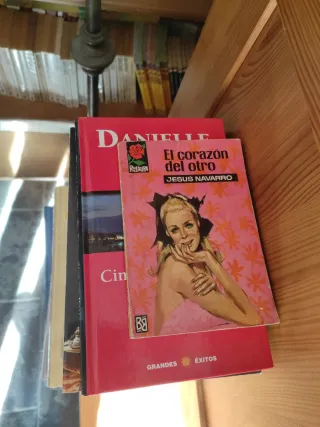 DANIELLE
El corazón
del otro
JESUS NAVARRO
Cin
GRANDES ÉXITOS